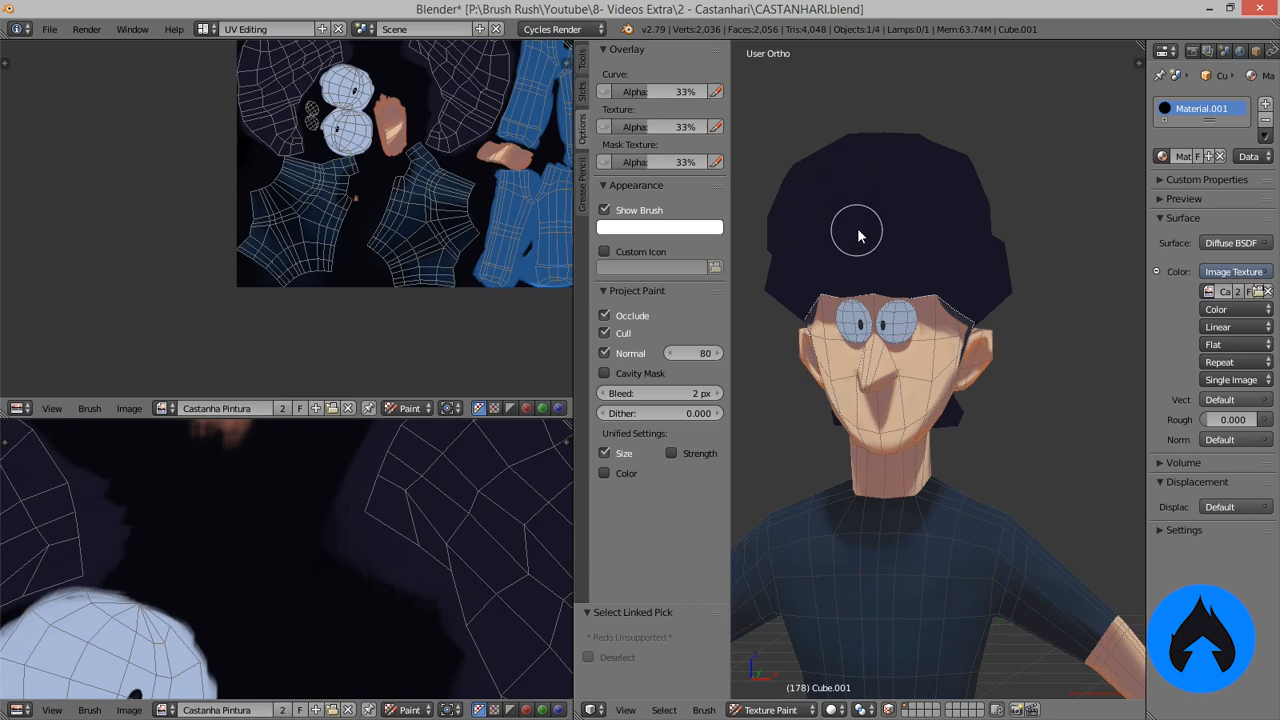 Blender* [P:\Brush Rush\Youtube\8- Videos Extra\2 - Castanhari\CASTANHARI.blend]
File Render Window Help UV Editing Scene Cycles Render v2.79 | Verts:2,036 | Faces:2,056 | Tris:4,048 | Objects:1/4 | Lamps:0/1 | Mem:63.74M | Cube.001
Overlay
Curve:
Alpha: 33%
Texture:
Alpha: 33%
Mask Texture:
Alpha: 33%
Appearance
Show Brush
Custom Icon
Project Paint
Occlude
Cull
Normal 80
Cavity Mask
Bleed: 2 px
Dither: 0.000
Unified Settings:
Size Strength
Color
Select Linked Pick
* Redo Unsupported *
Deselect
Tools
Slots
Options
Grease Pencil
User Ortho
(178) Cube.001
Cu Ma
Material.001
Mat F Data
Custom Properties
Preview
Surface
Surface: Diffuse BSDF
Color: Image Texture
Ca 2 F
Color
Linear
Flat
Repeat
Single Image
Vect Default
Rough 0.000
Norm Default
Volume
Displacement
Displac Default
Settings
View Brush Image Castanha Pintura 2 F Paint
View Brush Image Castanha Pintura 2 F Paint
View Select Brush Texture Paint